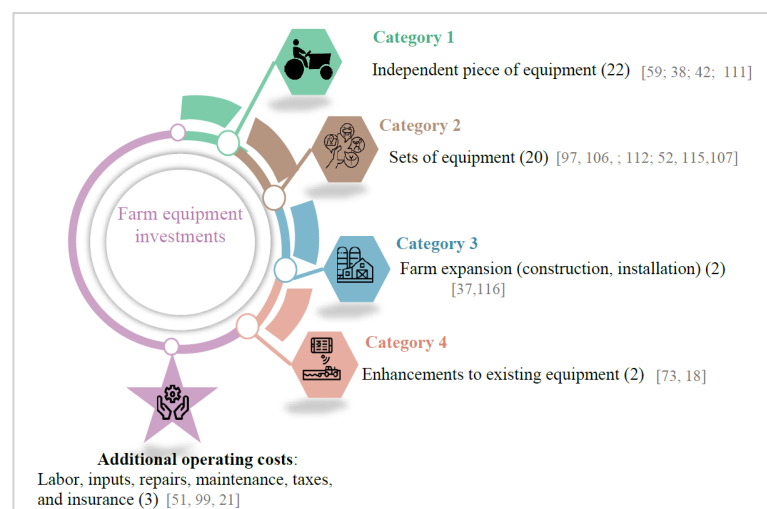 Category 1
Independent piece of equipment (22) [59; 38; 42; 111]
Category 2
Sets of equipment (20) [97, 106, ; 112; 52, 115,107]
Farm equipment
investments
Category 3
Farm expansion (construction, installation) (2)
[37,116]
Category 4
Enhancements to existing equipment (2) [73, 18]
Additional operating costs:
Labor, inputs, repairs, maintenance, taxes,
and insurance (3) [51, 99, 21]